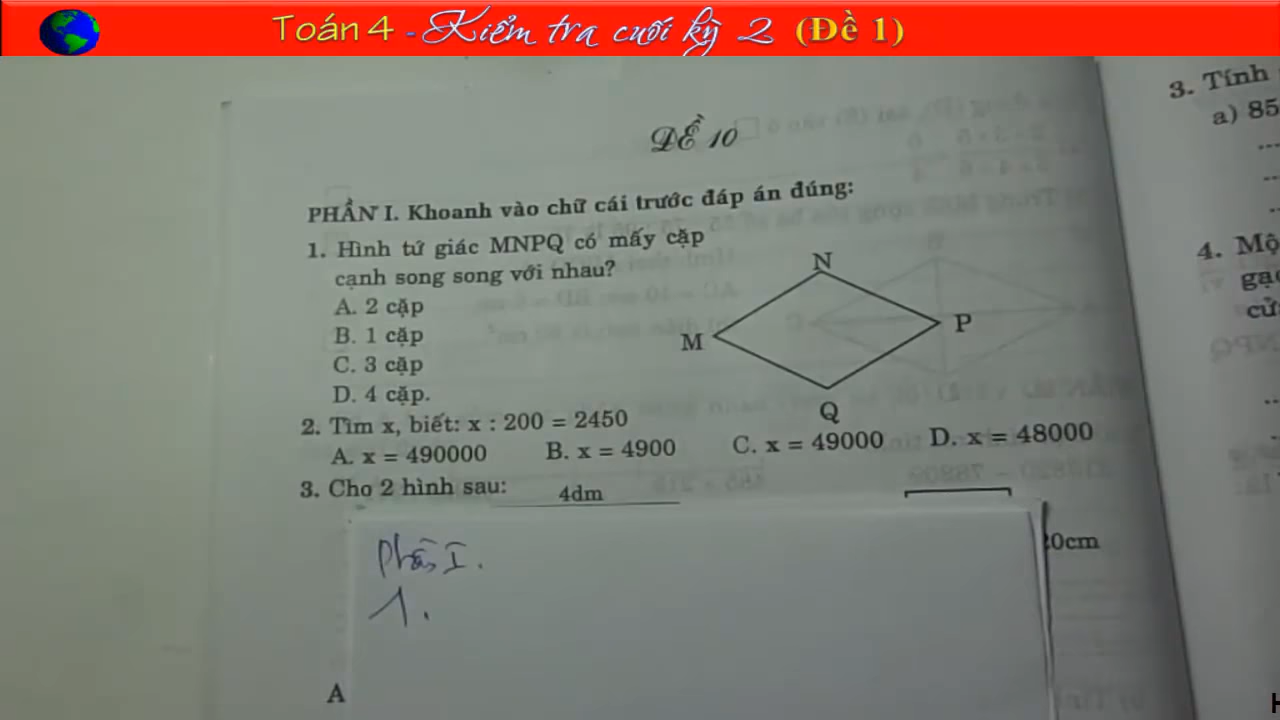 Toán 4 - Kiểm tra cuối kỳ 2 (Đề 1)
ĐỀ 10
PHẦN I. Khoanh vào chữ cái trước đáp án đúng:
1. Hình tứ giác MNPQ có mấy cặp
cạnh song song với nhau?
A. 2 cặp
B. 1 cặp
C. 3 cặp
D. 4 cặp.
N
M
P
Q
2. Tìm x, biết: x : 200 = 2450
A. x = 490000 B. x = 4900 C. x = 49000 D. x = 48000
3. Cho 2 hình sau:
4dm
0cm
Phần I.
1.
A
3. Tính
a) 85
4. Mộ
gạ
cử
H